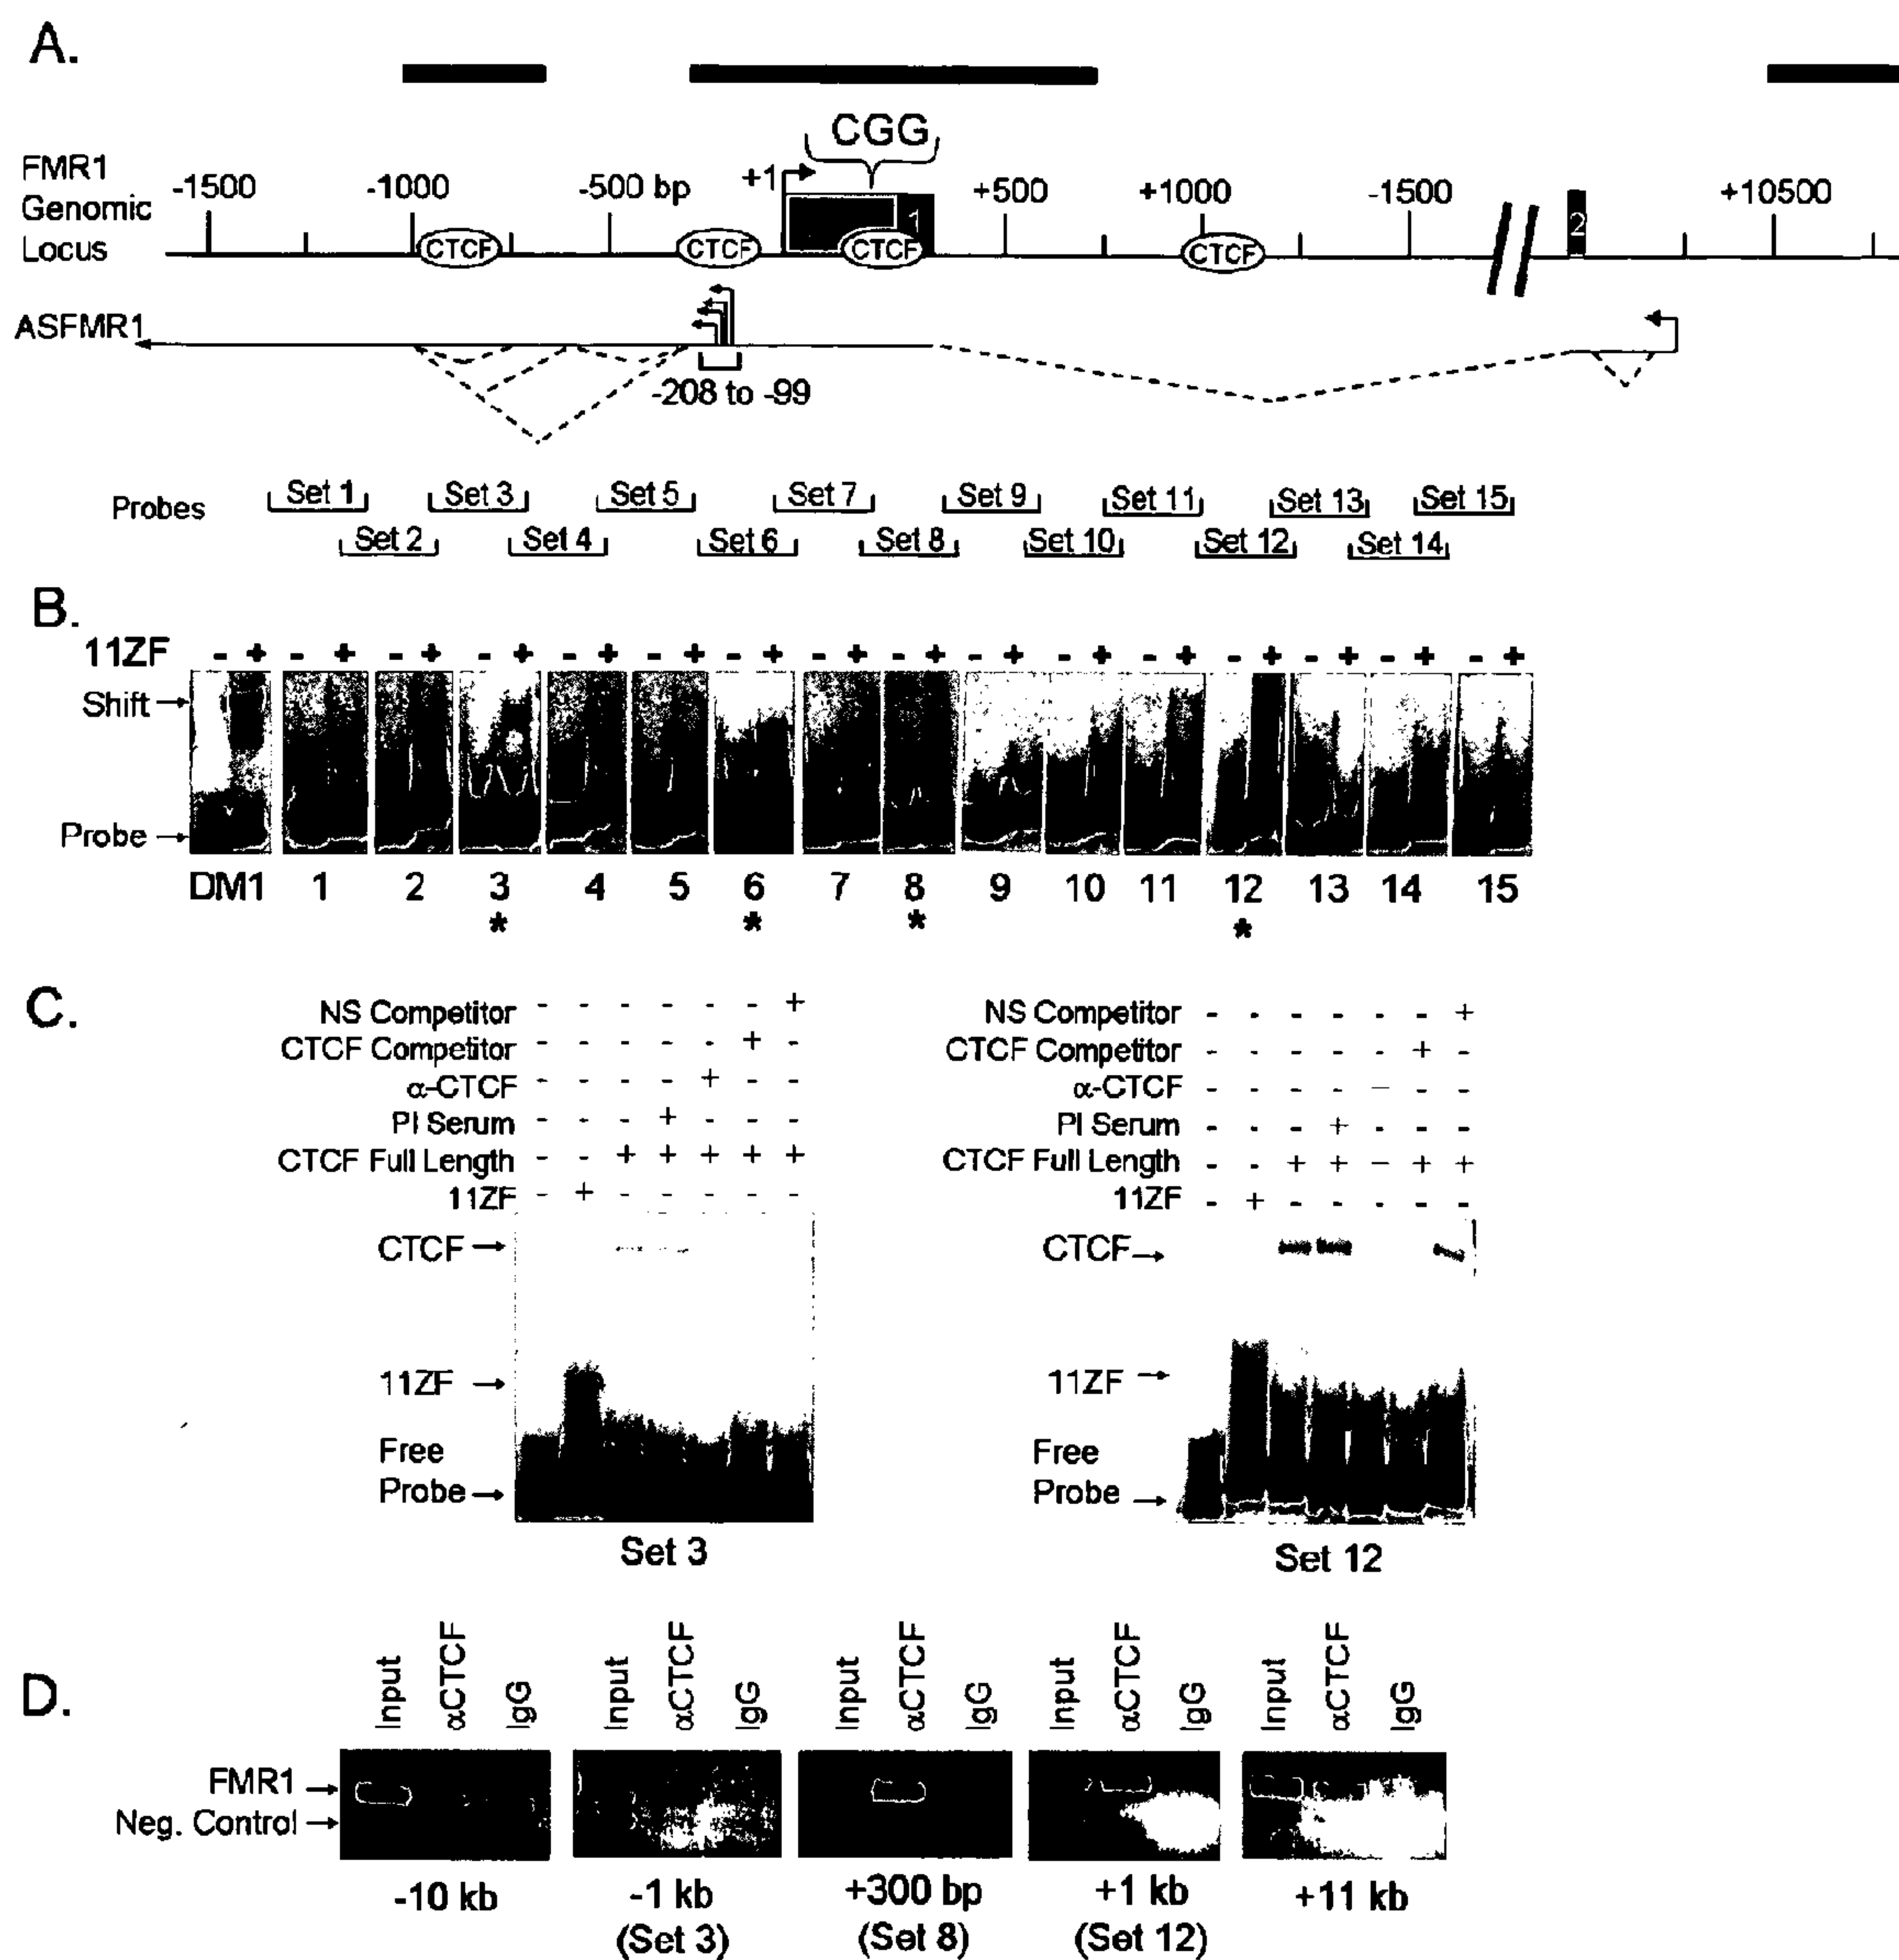 A.
CGG
FMR1
Genomic
Locus
-1500 -1000 -500 bp +1 +500 +1000 -1500 +10500
1 2
CTCF CTCF CTCF CTCF
ASFMR1
-208 to -99
Probes
Set 1 Set 3 Set 5 Set 7 Set 9 Set 11 Set 13 Set 15
Set 2 Set 4 Set 6 Set 8 Set 10 Set 12 Set 14
B.
11ZF - + - + - + - + - + - + - + - + - + - + - + - + - + - + - + - +
Shift
Probe
DM1 1 2 3 4 5 6 7 8 9 10 11 12 13 14 15
* * * *
C.
NS Competitor - - - - - - +
CTCF Competitor - - - - - + -
α-CTCF - - - - + - -
PI Serum - - - + - - -
CTCF Full Length - - + + + + +
11ZF - + - - - - -
CTCF
11ZF
Free
Probe
Set 3
NS Competitor - - - - - - +
CTCF Competitor - - - - - + -
α-CTCF - - - - – - -
PI Serum - - - + - - -
CTCF Full Length - - + + – + +
11ZF - + - - - - -
CTCF
11ZF
Free
Probe
Set 12
D.
Input αCTCF IgG Input αCTCF IgG Input αCTCF IgG Input αCTCF IgG Input αCTCF IgG
FMR1
Neg. Control
-10 kb -1 kb +300 bp +1 kb +11 kb
(Set 3) (Set 8) (Set 12)